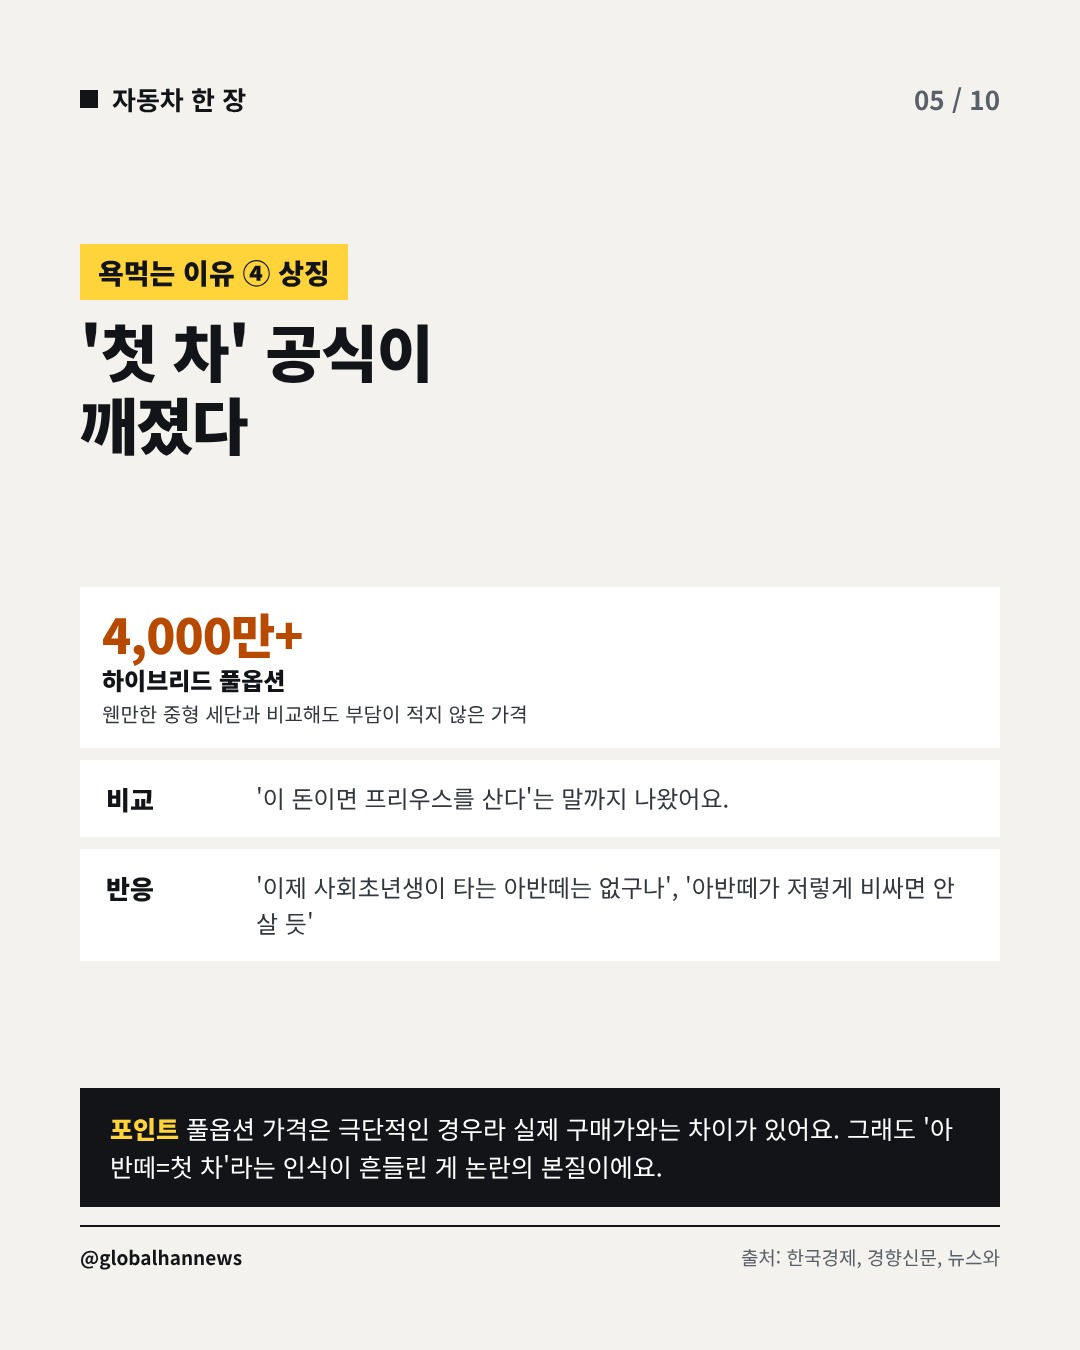 자동차 한 장
05 / 10
욕먹는 이유 ④ 상징
'첫 차' 공식이
깨졌다
4,000만+
하이브리드 풀옵션
웬만한 중형 세단과 비교해도 부담이 적지 않은 가격
비교
'이 돈이면 프리우스를 산다'는 말까지 나왔어요.
반응
'이제 사회초년생이 타는 아반떼는 없구나', '아반떼가 저렇게 비싸면 안
살 듯'
포인트 풀옵션 가격은 극단적인 경우라 실제 구매가와는 차이가 있어요. 그래도 '아
반떼=첫 차'라는 인식이 흔들린 게 논란의 본질이에요.
@globalhannews
출처: 한국경제, 경향신문, 뉴스와